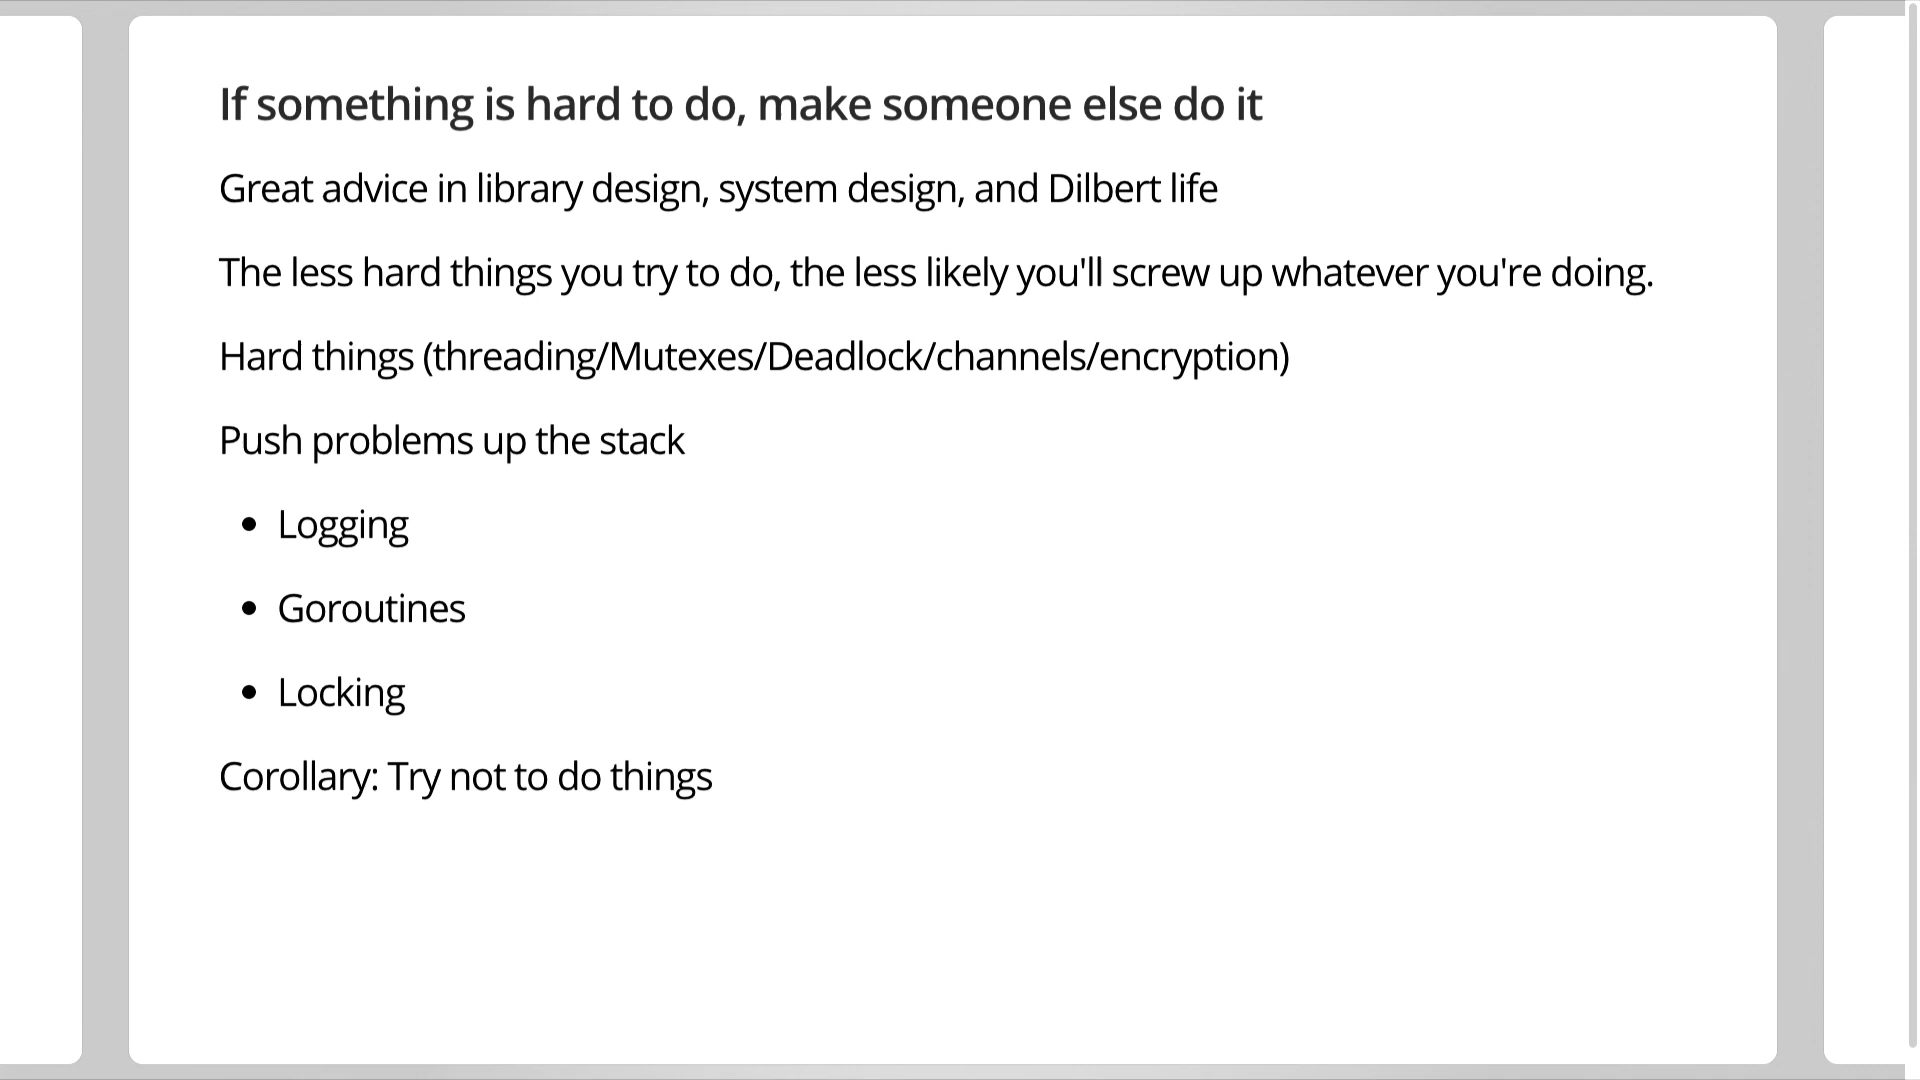 If something is hard to do, make someone else do it
Great advice in library design, system design, and Dilbert life
The less hard things you try to do, the less likely you'll screw up whatever you're doing.
Hard things (threading/Mutexes/Deadlock/channels/encryption)
Push problems up the stack
• Logging
• Goroutines
• Locking
Corollary: Try not to do things